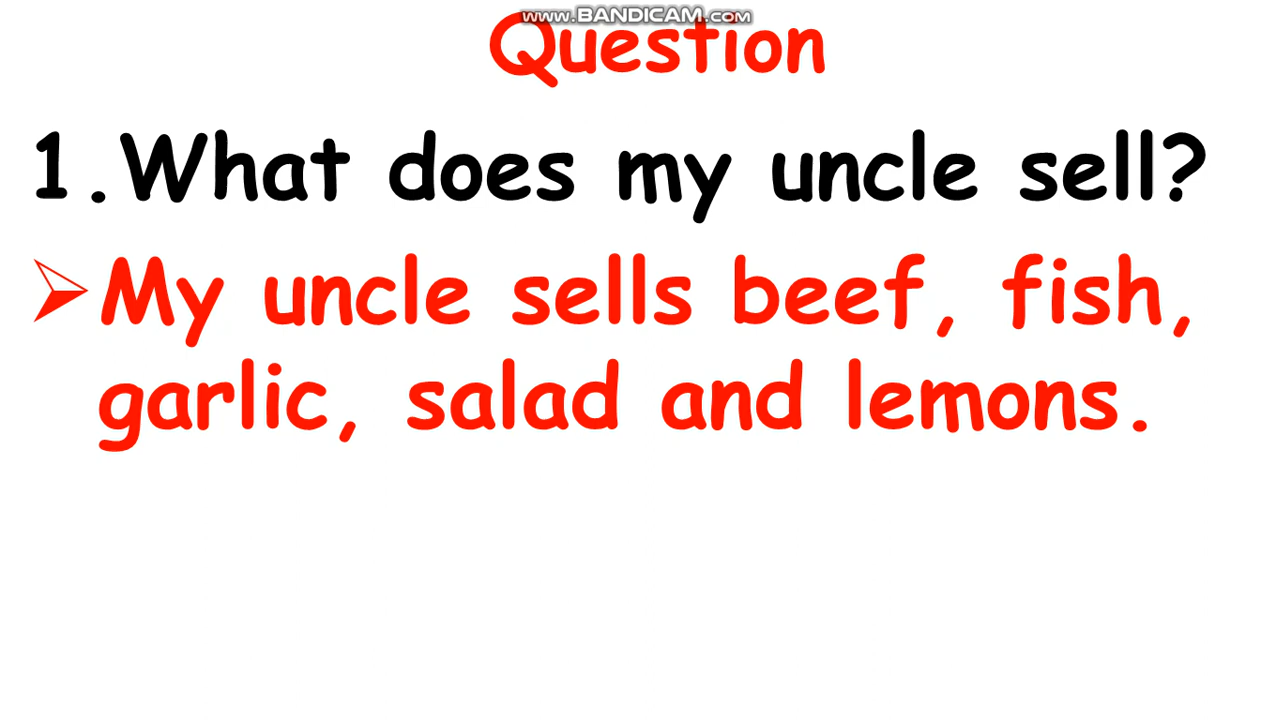 www.BANDICAM.com
Question
1.What does my uncle sell?
➢My uncle sells beef, fish,
garlic, salad and lemons.